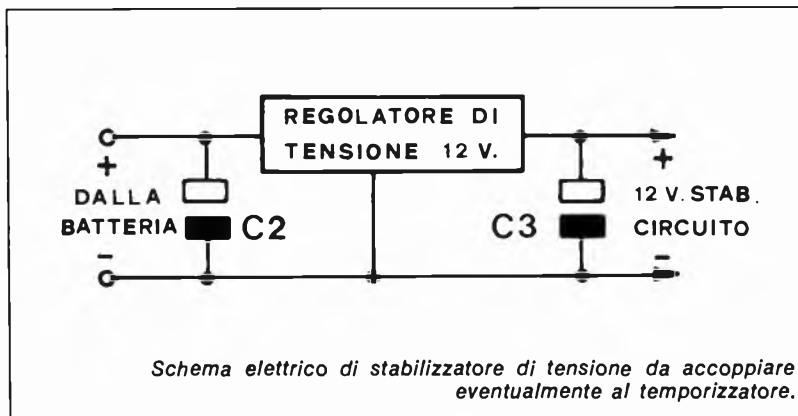 REGOLATORE DI
TENSIONE 12 V.
+
+
DALLA
BATTERIA
C2
C3
12 V. STAB.
CIRCUITO
-
-
Schema elettrico di stabilizzatore di tensione da accoppiare
eventualmente al temporizzatore.